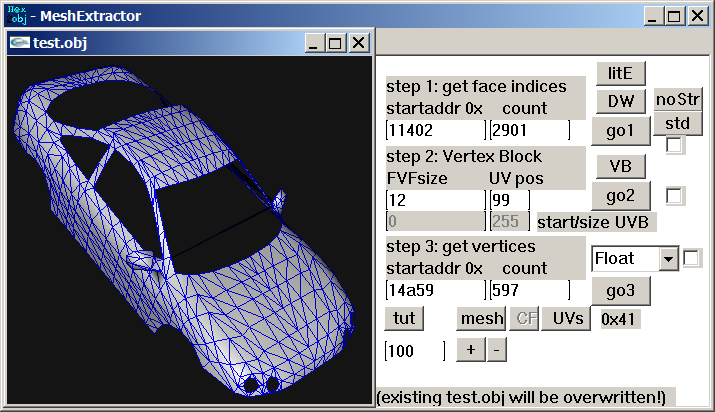 Hex
obj
- MeshExtractor
test.obj
litE
step 1: get face indices
DW
noStr
startaddr 0x count
std
11402 2901
go1
step 2: Vertex Block
VB
FVFsize UV pos
12 99
go2
0 255 start/size UVB
step 3: get vertices
Float
startaddr 0x count
14a59 597
go3
tut mesh CF UVs 0x41
100 + -
(existing test.obj will be overwritten!)